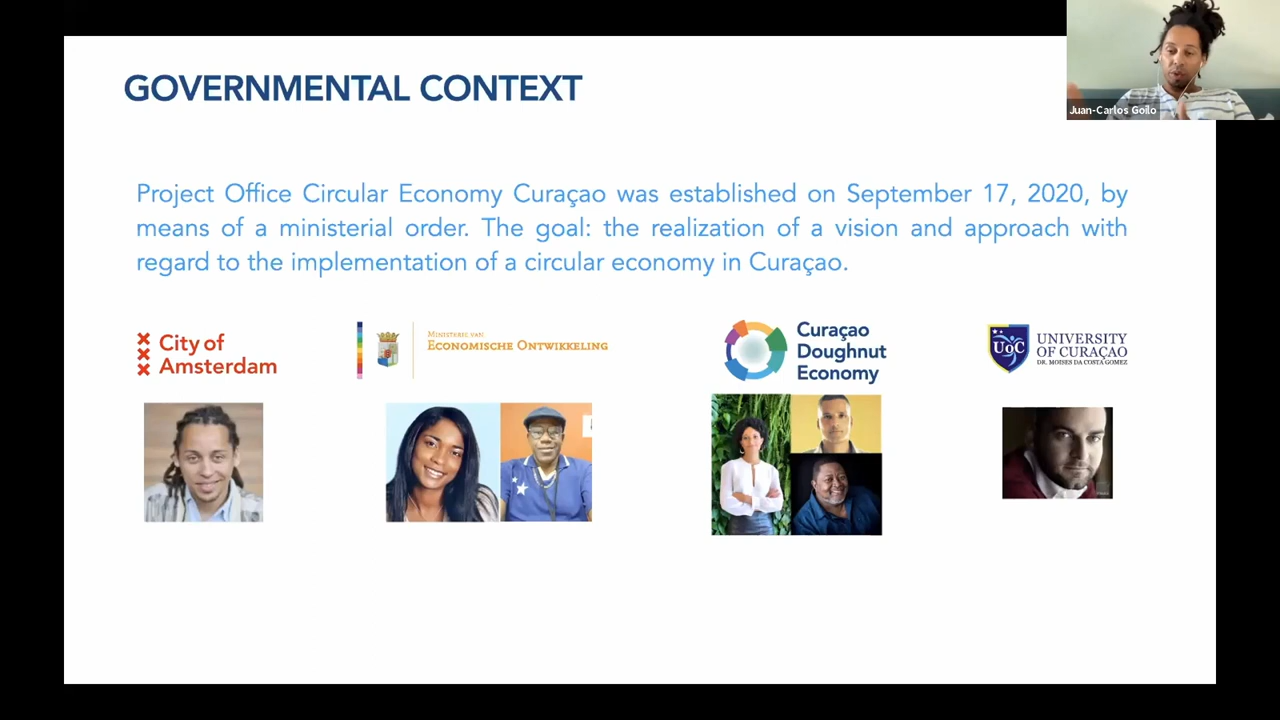 GOVERNMENTAL CONTEXT
Juan-Carlos Goilo
Project Office Circular Economy Curaçao was established on September 17, 2020, by
means of a ministerial order. The goal: the realization of a vision and approach with
regard to the implementation of a circular economy in Curaçao.
City of
Amsterdam
MINISTERIE VAN
ECONOMISCHE ONTWIKKELING
Curaçao
Doughnut
Economy
UoC
UNIVERSITY
OF CURAÇAO
DR. MOISES DA COSTA GOMEZ